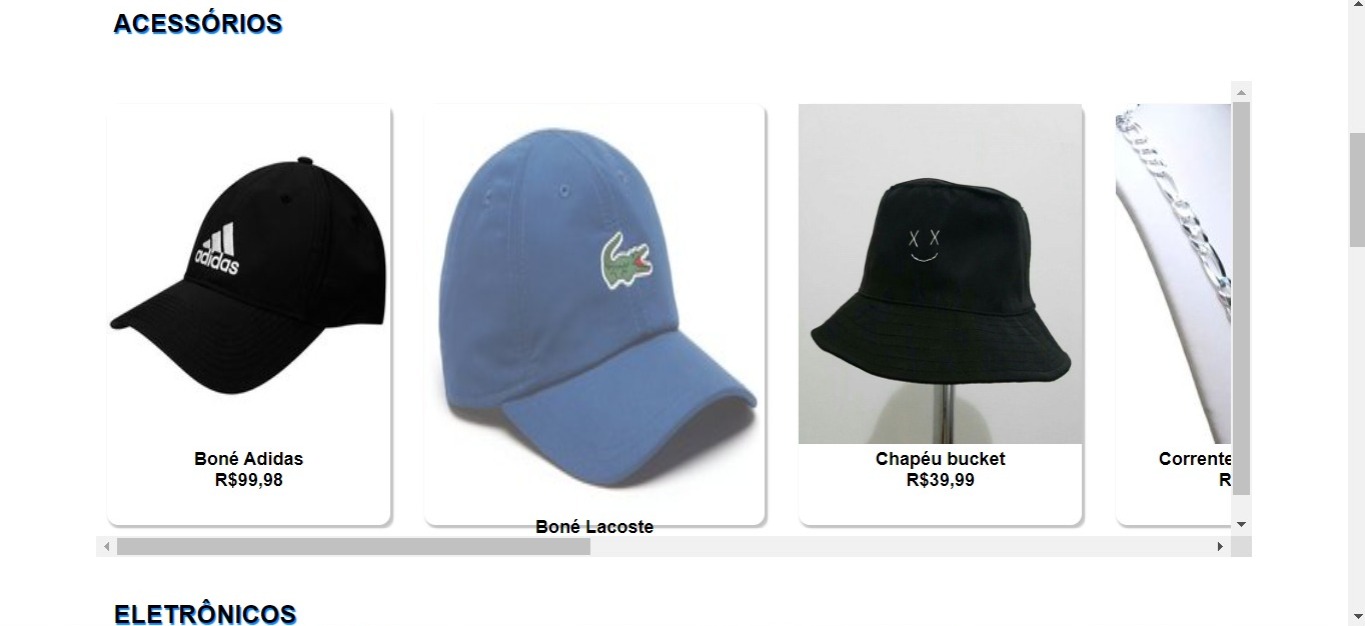 ACESSÓRIOS
adidas
Boné Adidas
R$99,98
Boné Lacoste
Chapéu bucket
R$39,99
Corrente
R
ELETRÔNICOS